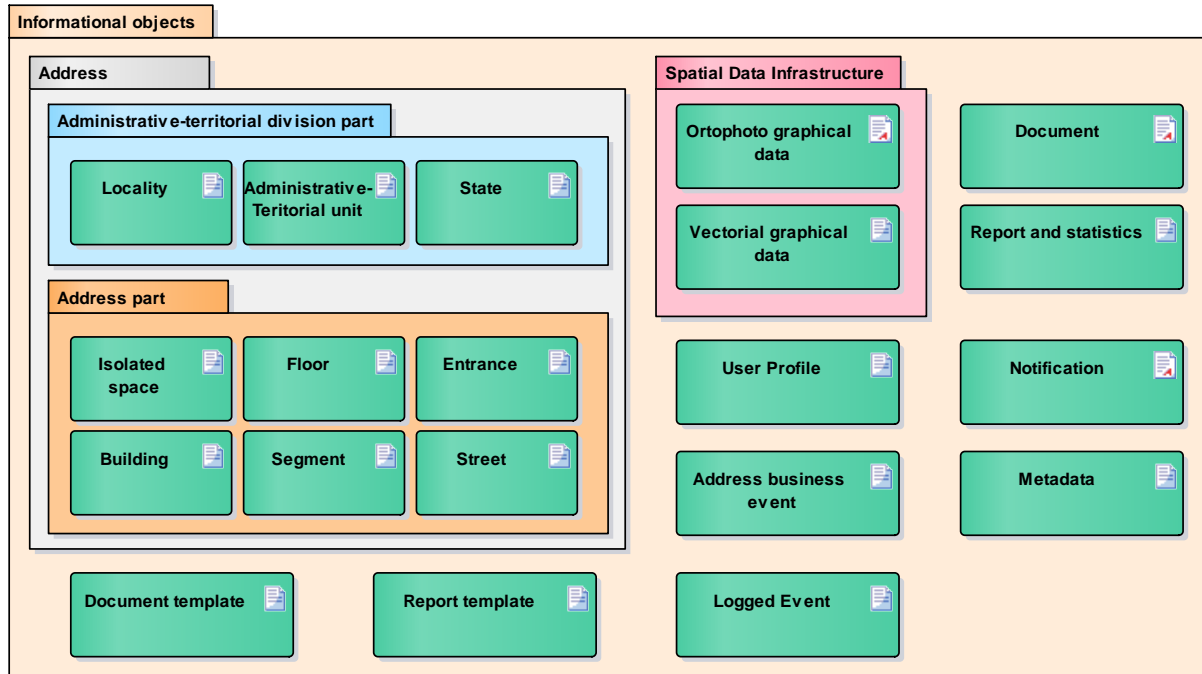 Informational objects
Address
Administrative-territorial division part
Locality
Administrative-
Teritorial unit
State
Address part
Isolated
space
Floor
Entrance
Building
Segment
Street
Spatial Data Infrastructure
Ortophoto graphical
data
Vectorial graphical
data
Document
Report and statistics
User Profile
Notification
Address business
event
Metadata
Document template
Report template
Logged Event